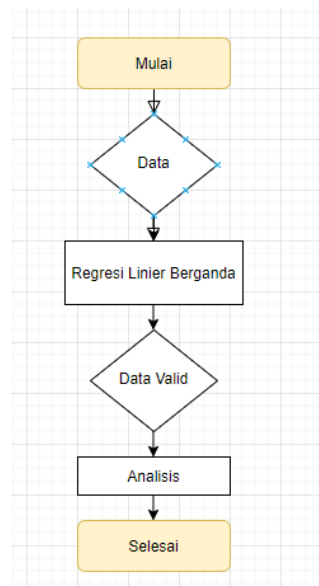 Mulai
Data
Regresi Linier Berganda
Data Valid
Analisis
Selesai